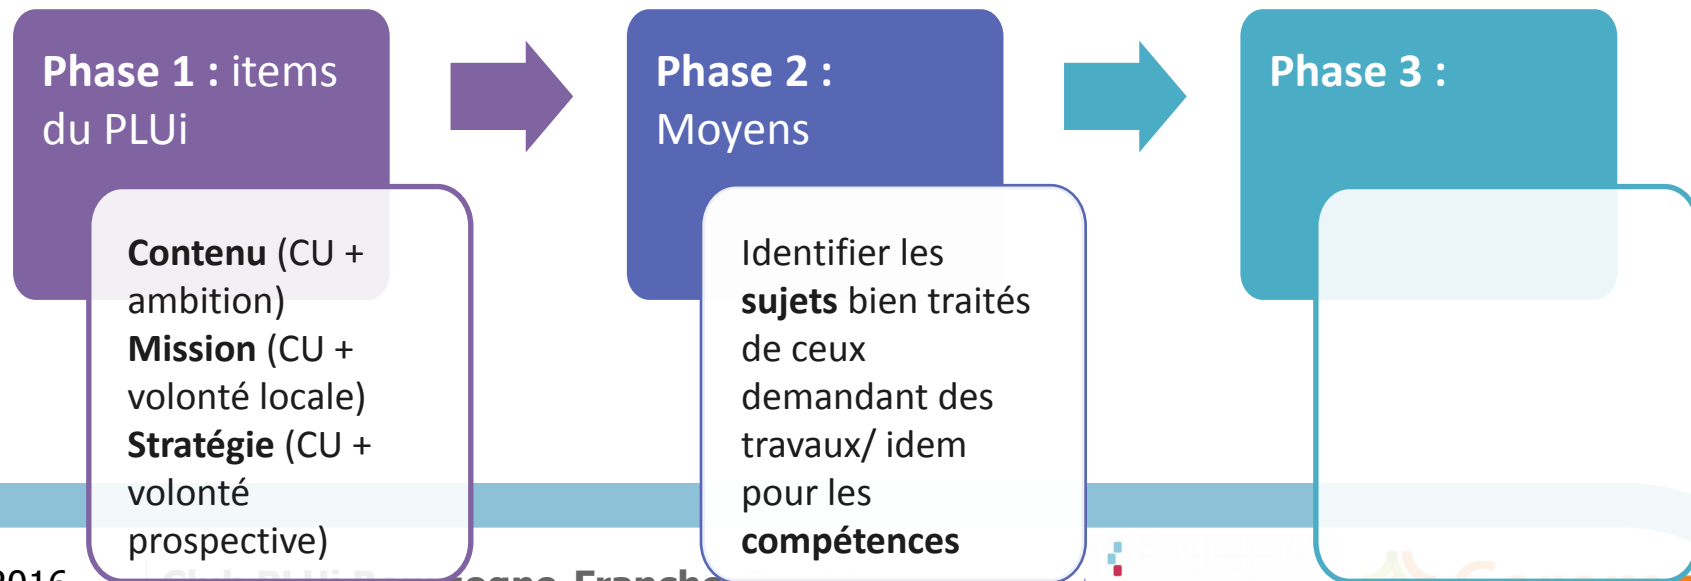 Phase 1 : items
du PLUi
Contenu (CU +
ambition)
Mission (CU +
volonté locale)
Stratégie (CU +
volonté
prospective)
Phase 2 :
Moyens
Identifier les
sujets bien traités
de ceux
demandant des
travaux/ idem
pour les
compétences
Phase 3 :
2016